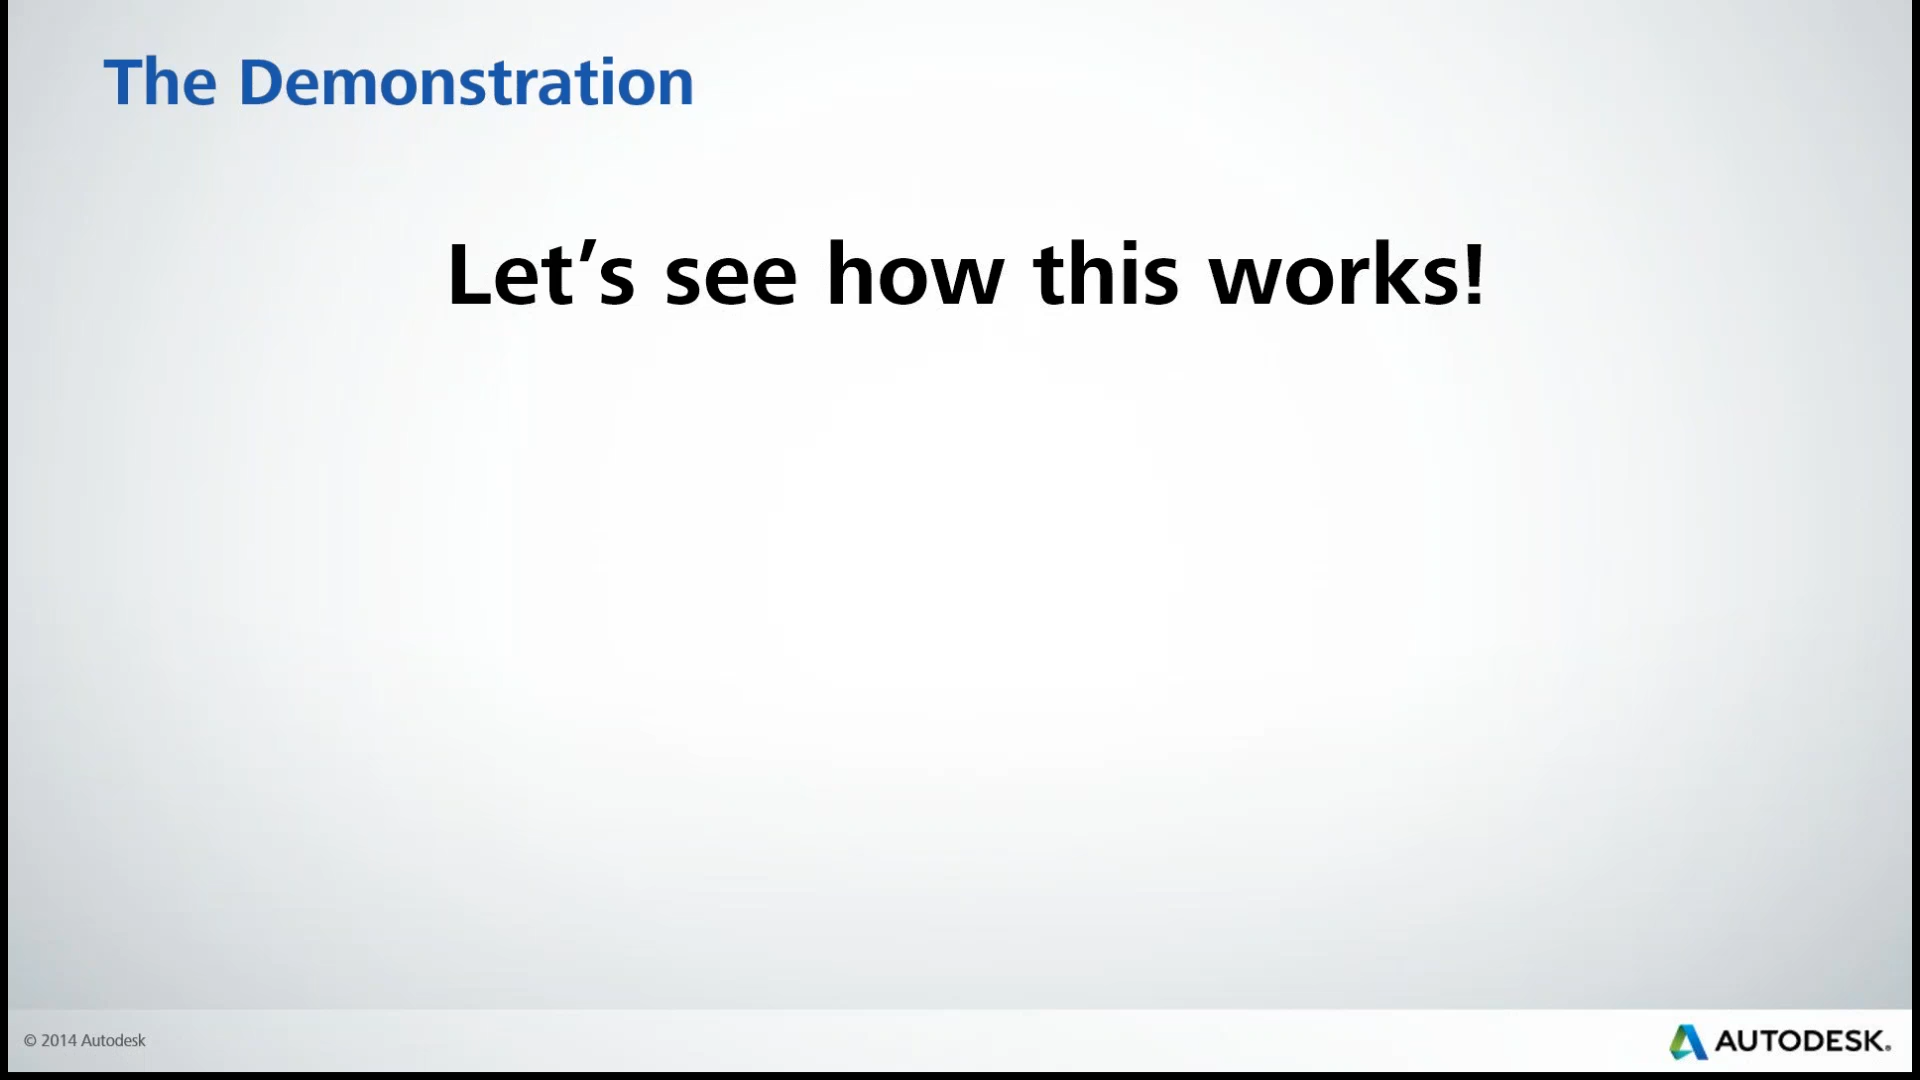 The Demonstration
Let’s see how this works!
© 2014 Autodesk
AUTODESK®